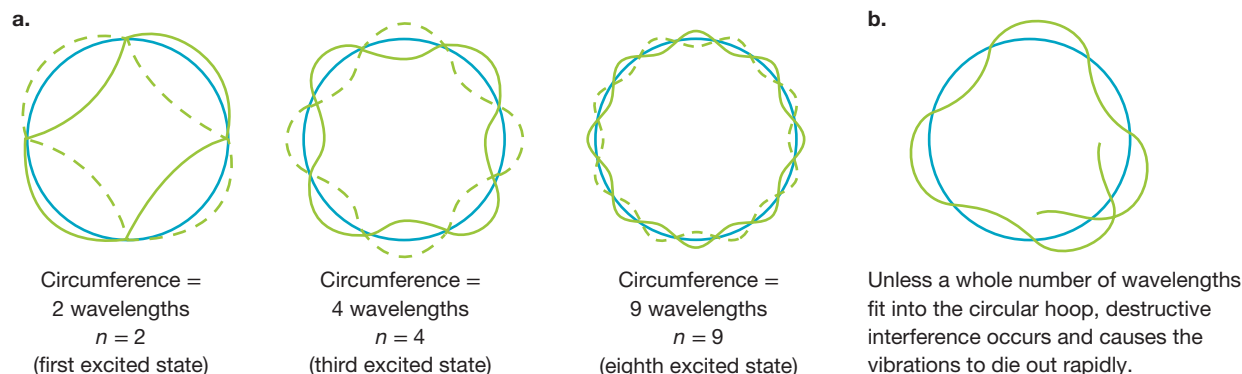 a.
b.
Circumference =
2 wavelengths
n = 2
(first excited state)
Circumference =
4 wavelengths
n = 4
(third excited state)
Circumference =
9 wavelengths
n = 9
(eighth excited state)
Unless a whole number of wavelengths
fit into the circular hoop, destructive
interference occurs and causes the
vibrations to die out rapidly.